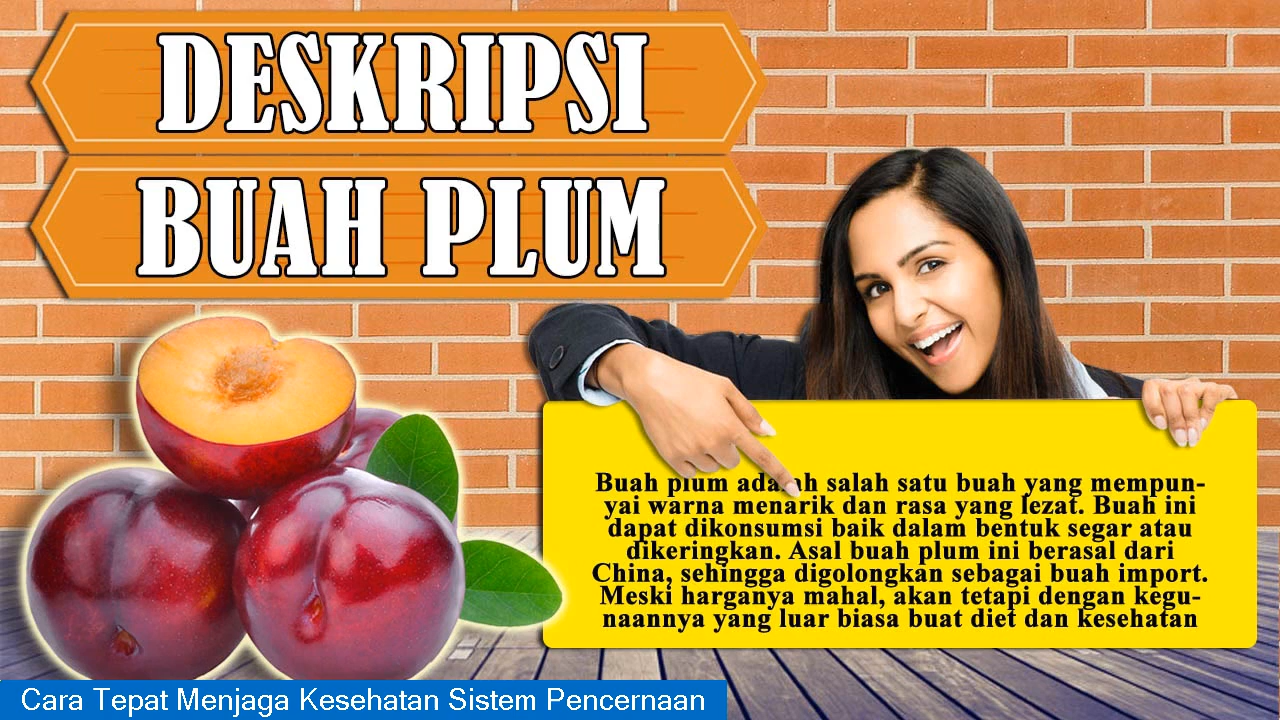 DESKRIPSI
BUAH PLUM
Buah plum adalah salah satu buah yang mempun-
yai warna menarik dan rasa yang lezat. Buah ini
dapat dikonsumsi baik dalam bentuk segar atau
dikeringkan. Asal buah plum ini berasal dari
China, sehingga digolongkan sebagai buah import.
Meski harganya mahal, akan tetapi dengan kegu-
naannya yang luar biasa buat diet dan kesehatan
Cara Tepat Menjaga Kesehatan Sistem Pencernaan